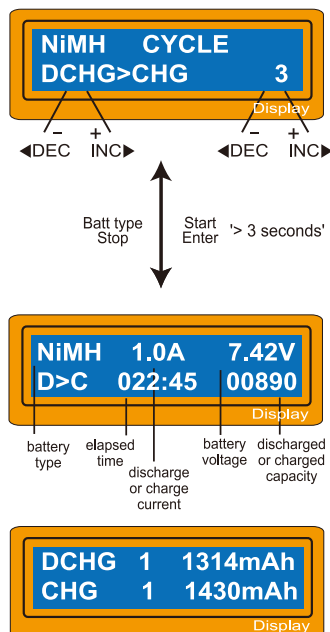 NiMH CYCLE
DCHG>CHG 3
Display
− + − +
◀DEC INC▶ ◀DEC INC▶
Batt type Start '> 3 seconds'
Stop Enter
NiMH 1.0A 7.42V
D>C 022:45 00890
Display
battery elapsed battery discharged
type time voltage or charged
discharge capacity
or charge
current
DCHG 1 1314mAh
CHG 1 1430mAh
Display